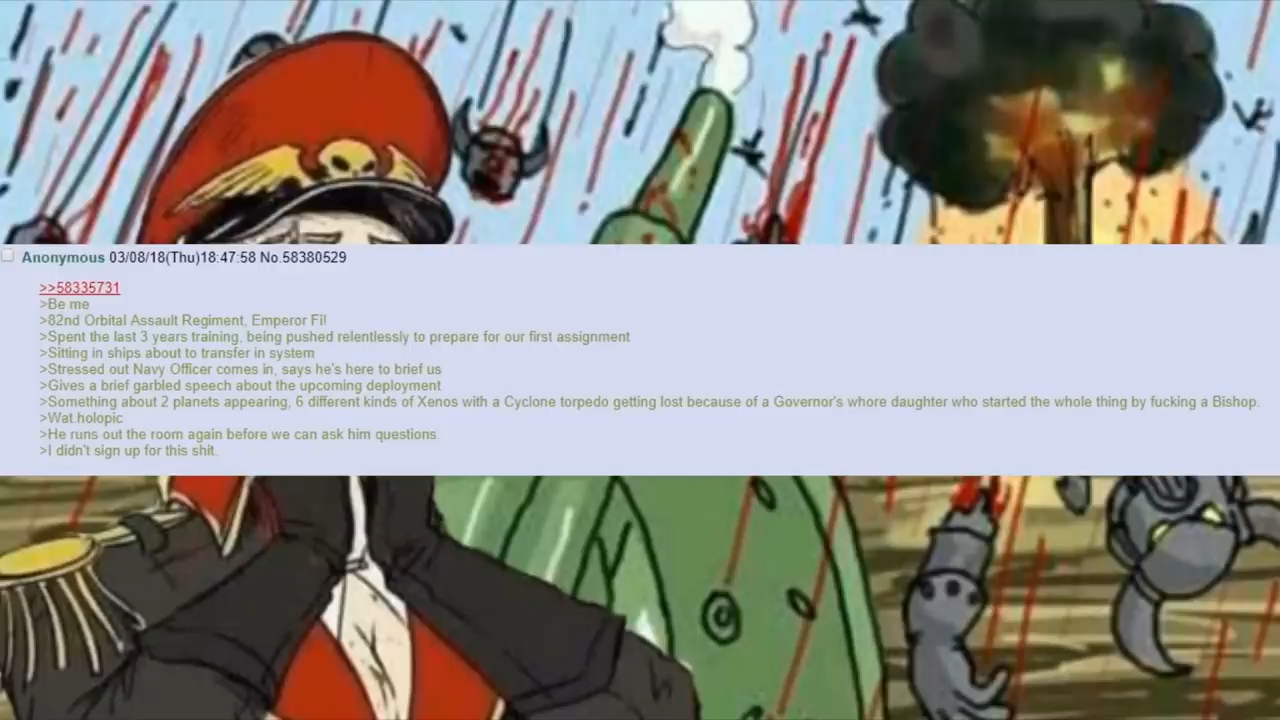 Anonymous 03/08/18(Thu)18:47:58 No.58380529
>>58335731
>Be me
>82nd Orbital Assault Regiment, Emperor Fi!
>Spent the last 3 years training, being pushed relentlessly to prepare for our first assignment
>Sitting in ships about to transfer in system
>Stressed out Navy Officer comes in, says he's here to brief us
>Gives a brief garbled speech about the upcoming deployment
>Something about 2 planets appearing, 6 different kinds of Xenos with a Cyclone torpedo getting lost because of a Governor's whore daughter who started the whole thing by fucking a Bishop.
>Wat.holopic
>He runs out the room again before we can ask him questions.
>I didn't sign up for this shit.